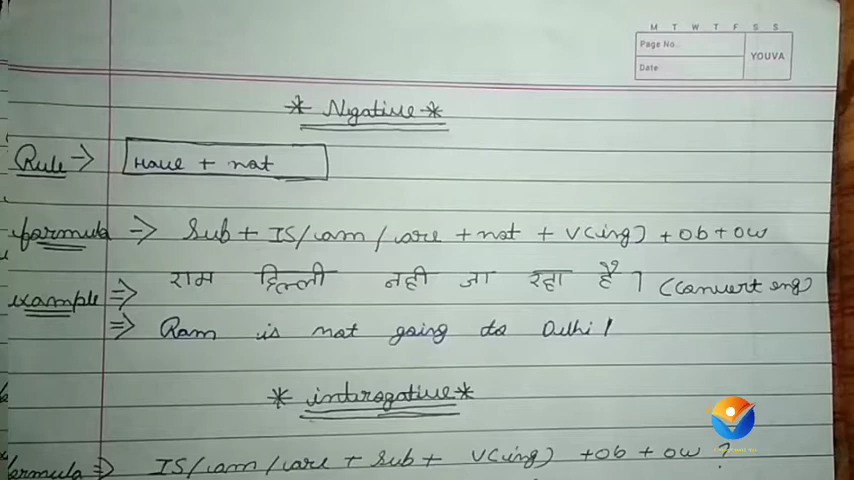 M T W T F S S
Page No.
YOUVA
Date
* Negative *
Rule → Have + not
formula → Sub + IS/am/are + not + V(ing) + ob + ow
example ⇒ राम दिल्ली नही जा रहा है। (Convert eng)
⇒ Ram is not going to Delhi।
* interogative *
formula ⇒ IS/am/are + sub + V(ing) + ob + ow ?